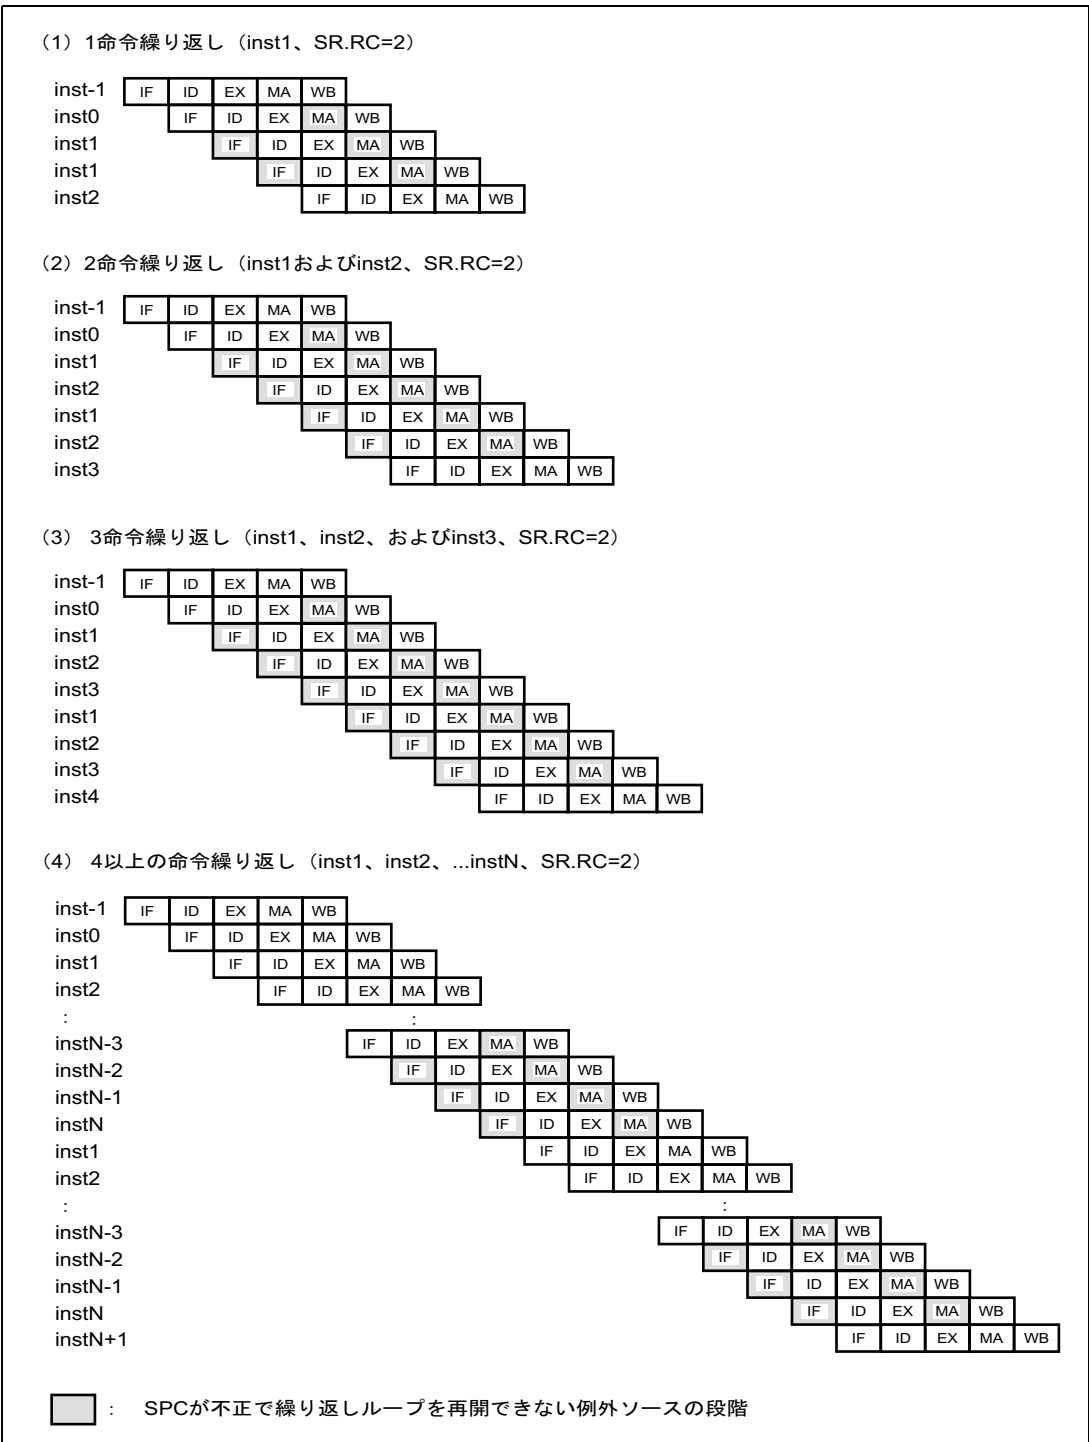 (1) 1命令繰り返し（inst1、SR.RC=2）
inst-1 IF ID EX MA WB
inst0 IF ID EX MA WB
inst1 IF ID EX MA WB
inst1 IF ID EX MA WB
inst2 IF ID EX MA WB
(2) 2命令繰り返し（inst1およびinst2、SR.RC=2）
inst-1 IF ID EX MA WB
inst0 IF ID EX MA WB
inst1 IF ID EX MA WB
inst2 IF ID EX MA WB
inst1 IF ID EX MA WB
inst2 IF ID EX MA WB
inst3 IF ID EX MA WB
(3) 3命令繰り返し（inst1、inst2、およびinst3、SR.RC=2）
inst-1 IF ID EX MA WB
inst0 IF ID EX MA WB
inst1 IF ID EX MA WB
inst2 IF ID EX MA WB
inst3 IF ID EX MA WB
inst1 IF ID EX MA WB
inst2 IF ID EX MA WB
inst3 IF ID EX MA WB
inst4 IF ID EX MA WB
(4) 4以上の命令繰り返し（inst1、inst2、...instN、SR.RC=2）
inst-1 IF ID EX MA WB
inst0 IF ID EX MA WB
inst1 IF ID EX MA WB
inst2 IF ID EX MA WB
: :
instN-3 IF ID EX MA WB
instN-2 IF ID EX MA WB
instN-1 IF ID EX MA WB
instN IF ID EX MA WB
inst1 IF ID EX MA WB
inst2 IF ID EX MA WB
: :
instN-3 IF ID EX MA WB
instN-2 IF ID EX MA WB
instN-1 IF ID EX MA WB
instN IF ID EX MA WB
instN+1 IF ID EX MA WB
: SPCが不正で繰り返しループを再開できない例外ソースの段階